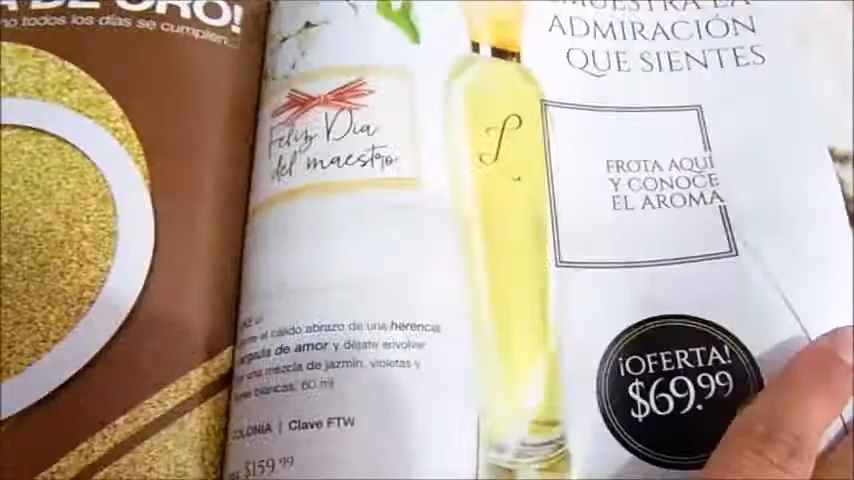 DE ORO!
no todos los días se cumplen...
Feliz Día
del maestro
el cálido abrazo de una herencia
de amor y déjate envolver
una mezcla de jazmín, violetas y
blancas. 60 ml
COLONIA | Clave FTW
$159.99
MUESTRA LA
ADMIRACIÓN
QUE SIENTES
FROTA AQUÍ
Y CONOCE
EL AROMA
¡OFERTA!
$69.99